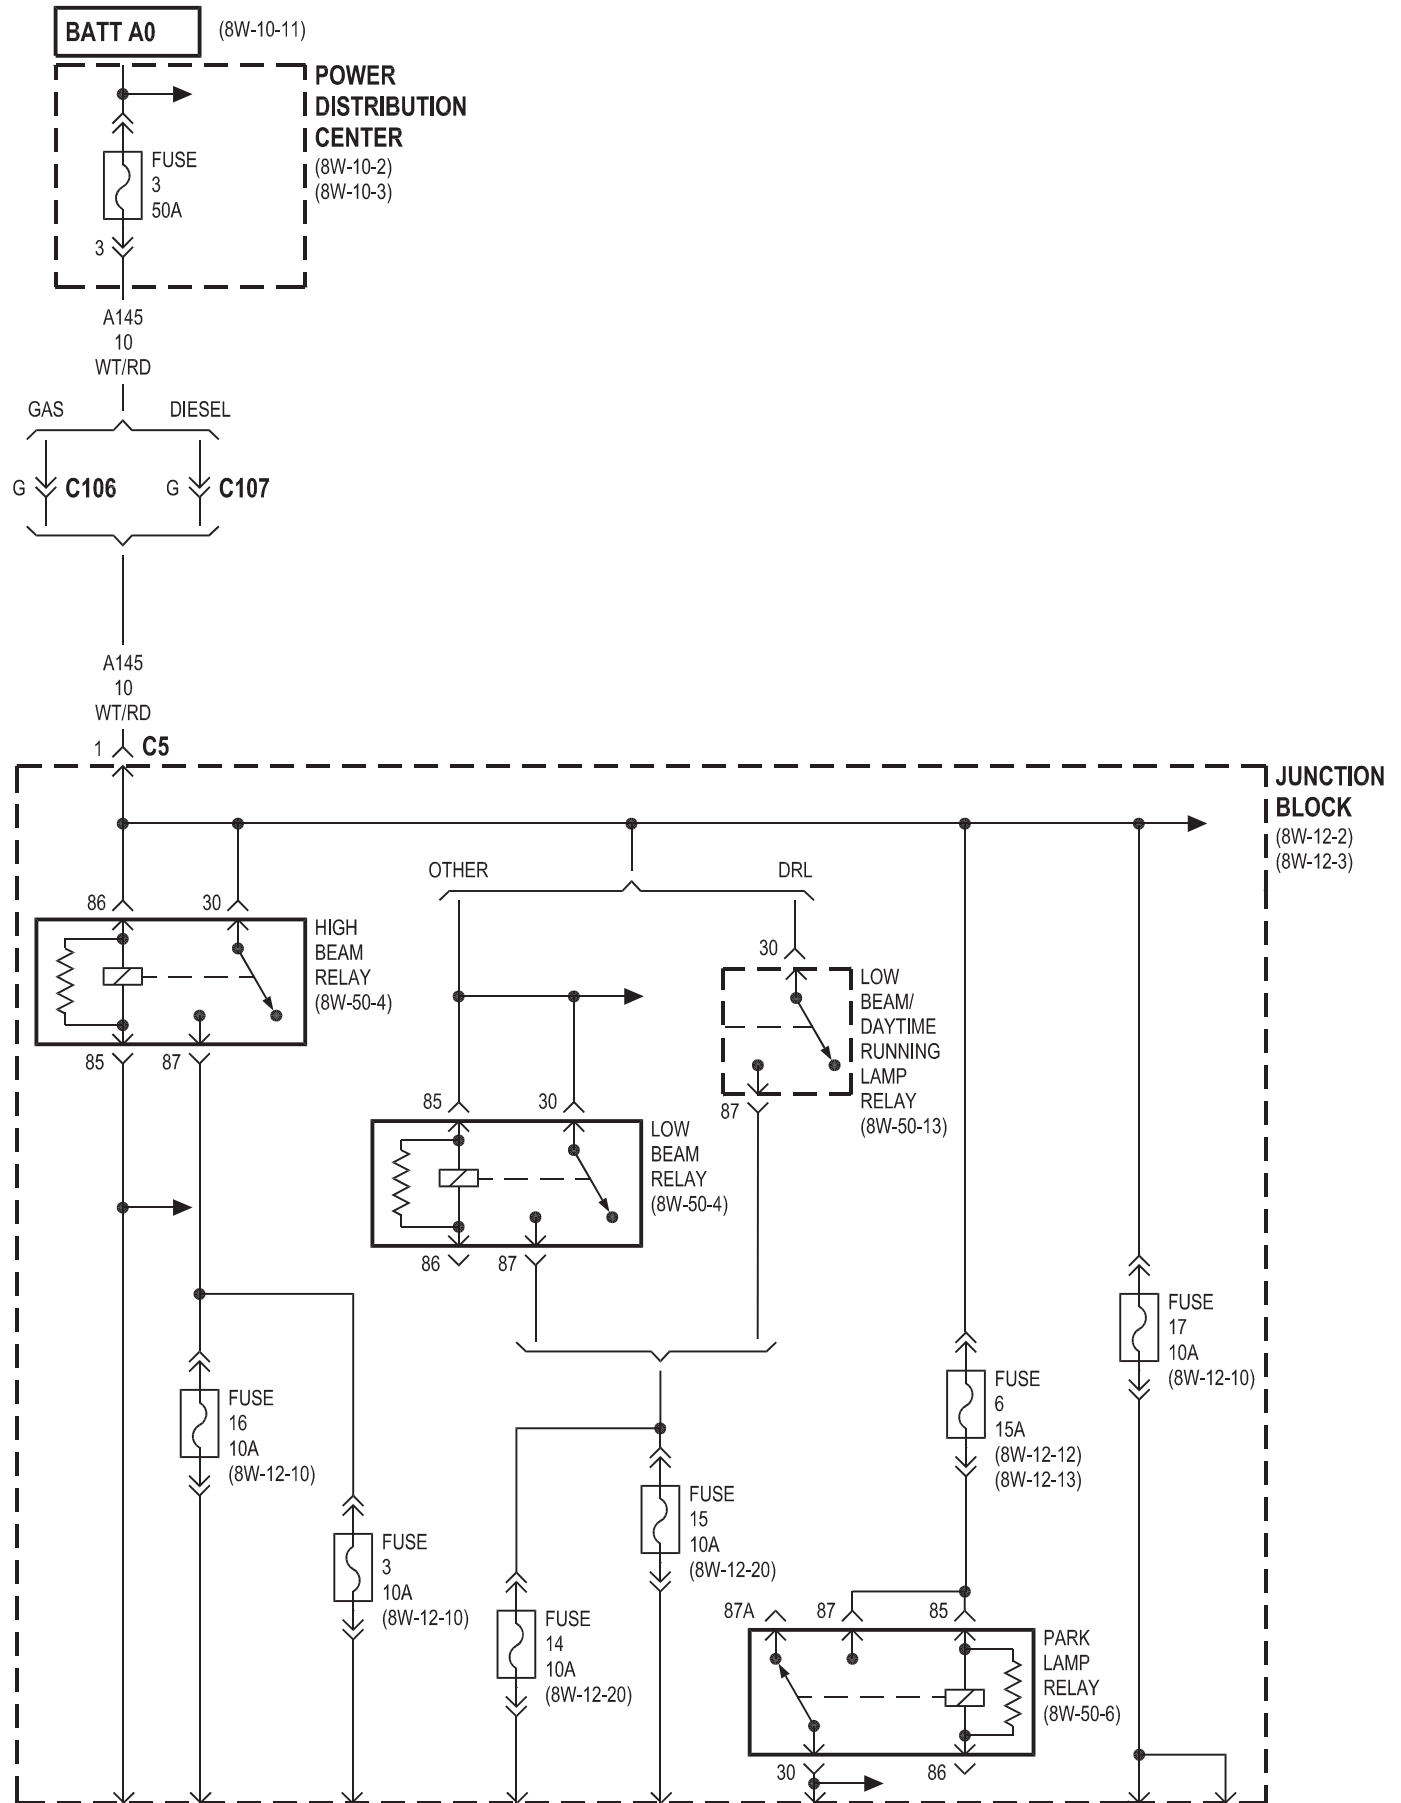 BATT A0
(8W-10-11)
POWER
DISTRIBUTION
CENTER
(8W-10-2)
(8W-10-3)
FUSE
3
50A
3
A145
10
WT/RD
GAS
DIESEL
G
C106
G
C107
A145
10
WT/RD
1
C5
JUNCTION
BLOCK
(8W-12-2)
(8W-12-3)
OTHER
DRL
86
30
HIGH
BEAM
RELAY
(8W-50-4)
85
87
30
LOW
BEAM/
DAYTIME
RUNNING
LAMP
RELAY
(8W-50-13)
87
85
30
LOW
BEAM
RELAY
(8W-50-4)
86
87
FUSE
17
10A
(8W-12-10)
FUSE
6
15A
(8W-12-12)
(8W-12-13)
FUSE
16
10A
(8W-12-10)
FUSE
15
10A
(8W-12-20)
FUSE
3
10A
(8W-12-10)
FUSE
14
10A
(8W-12-20)
87A
87
85
PARK
LAMP
RELAY
(8W-50-6)
30
86